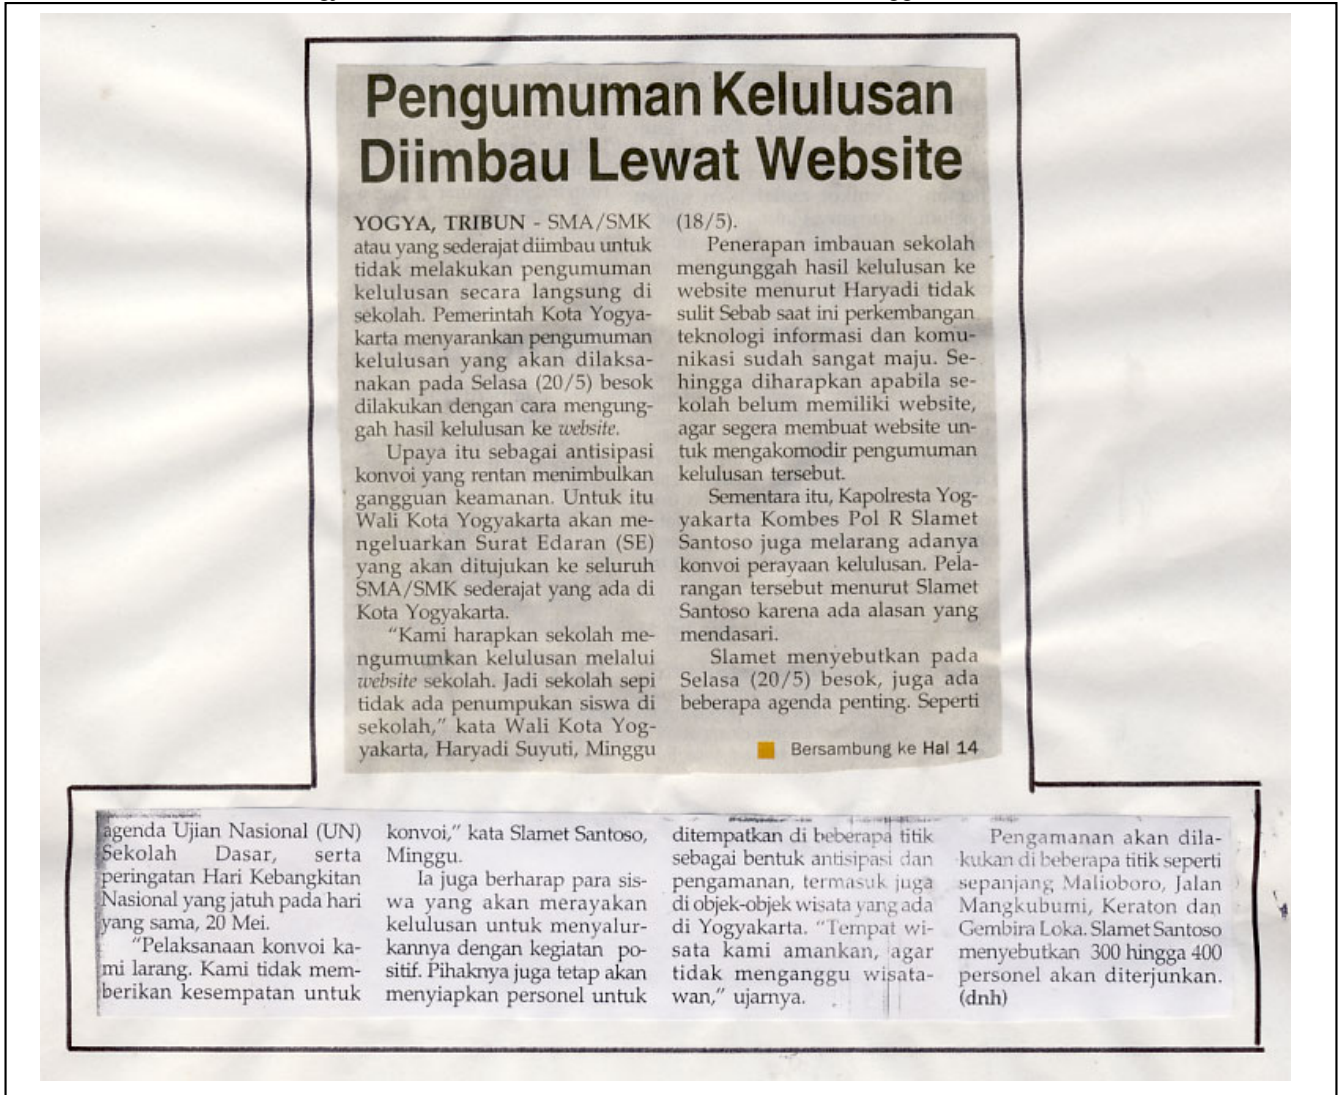 Pengumuman Kelulusan
Diimbau Lewat Website
YOGYA, TRIBUN - SMA/SMK
atau yang sederajat diimbau untuk
tidak melakukan pengumuman
kelulusan secara langsung di
sekolah. Pemerintah Kota Yogya-
karta menyarankan pengumuman
kelulusan yang akan dilaksa-
nakan pada Selasa (20/5) besok
dilakukan dengan cara mengung-
gah hasil kelulusan ke website.
Upaya itu sebagai antisipasi
konvoi yang rentan menimbulkan
gangguan keamanan. Untuk itu
Wali Kota Yogyakarta akan me-
ngeluarkan Surat Edaran (SE)
yang akan ditujukan ke seluruh
SMA/SMK sederajat yang ada di
Kota Yogyakarta.
"Kami harapkan sekolah me-
ngumumkan kelulusan melalui
website sekolah. Jadi sekolah sepi
tidak ada penumpukan siswa di
sekolah," kata Wali Kota Yog-
yakarta, Haryadi Suyuti, Minggu
(18/5).
Penerapan imbauan sekolah
mengunggah hasil kelulusan ke
website menurut Haryadi tidak
sulit Sebab saat ini perkembangan
teknologi informasi dan komu-
nikasi sudah sangat maju. Se-
hingga diharapkan apabila se-
kolah belum memiliki website,
agar segera membuat website un-
tuk mengakomodir pengumuman
kelulusan tersebut.
Sementara itu, Kapolresta Yog-
yakarta Kombes Pol R Slamet
Santoso juga melarang adanya
konvoi perayaan kelulusan. Pela-
rangan tersebut menurut Slamet
Santoso karena ada alasan yang
mendasari.
Slamet menyebutkan pada
Selasa (20/5) besok, juga ada
beberapa agenda penting. Seperti
Bersambung ke Hal 14
agenda Ujian Nasional (UN)
Sekolah Dasar, serta
peringatan Hari Kebangkitan
Nasional yang jatuh pada hari
yang sama, 20 Mei.
"Pelaksanaan konvoi ka-
mi larang. Kami tidak mem-
berikan kesempatan untuk
konvoi," kata Slamet Santoso,
Minggu.
Ia juga berharap para sis-
wa yang akan merayakan
kelulusan untuk menyalur-
kannya dengan kegiatan po-
sitif. Pihaknya juga tetap akan
menyiapkan personel untuk
ditempatkan di beberapa titik
sebagai bentuk antisipasi dan
pengamanan, termasuk juga
di objek-objek wisata yang ada
di Yogyakarta. "Tempat wi-
sata kami amankan, agar
tidak menganggu wisata-
wan," ujarnya.
Pengamanan akan dila-
kukan di beberapa titik seperti
sepanjang Malioboro, Jalan
Mangkubumi, Keraton dan
Gembira Loka. Slamet Santoso
menyebutkan 300 hingga 400
personel akan diterjunkan.
(dnh)